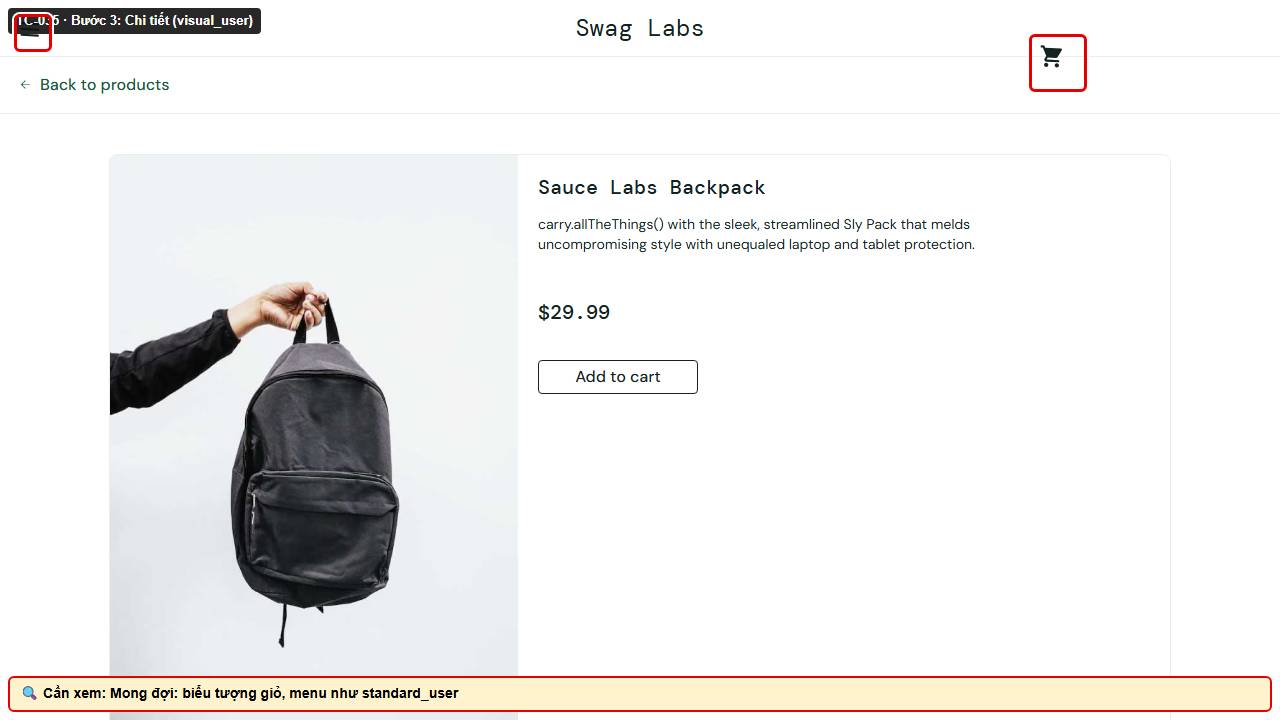 TC-035 · Bước 3: Chi tiết (visual_user)
Swag Labs
Back to products
Sauce Labs Backpack
carry.allTheThings() with the sleek, streamlined Sly Pack that melds
uncompromising style with unequaled laptop and tablet protection.
$29.99
Add to cart
Cần xem: Mong đợi: biểu tượng giỏ, menu như standard_user